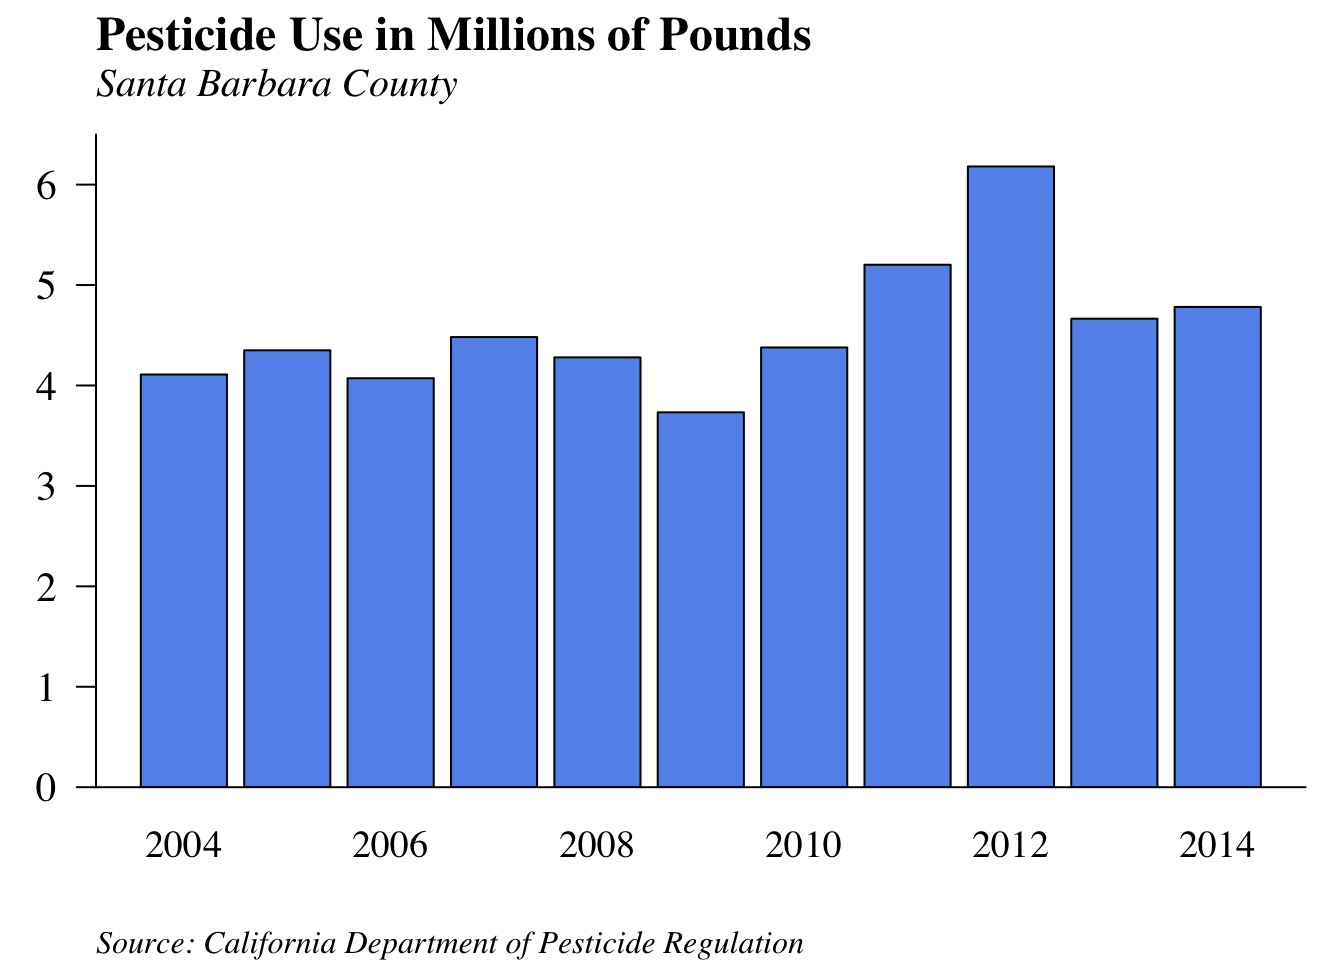 Pesticide Use in Millions of Pounds
Santa Barbara County
6
5
4
3
2
1
0
2004 2006 2008 2010 2012 2014
Source: California Department of Pesticide Regulation